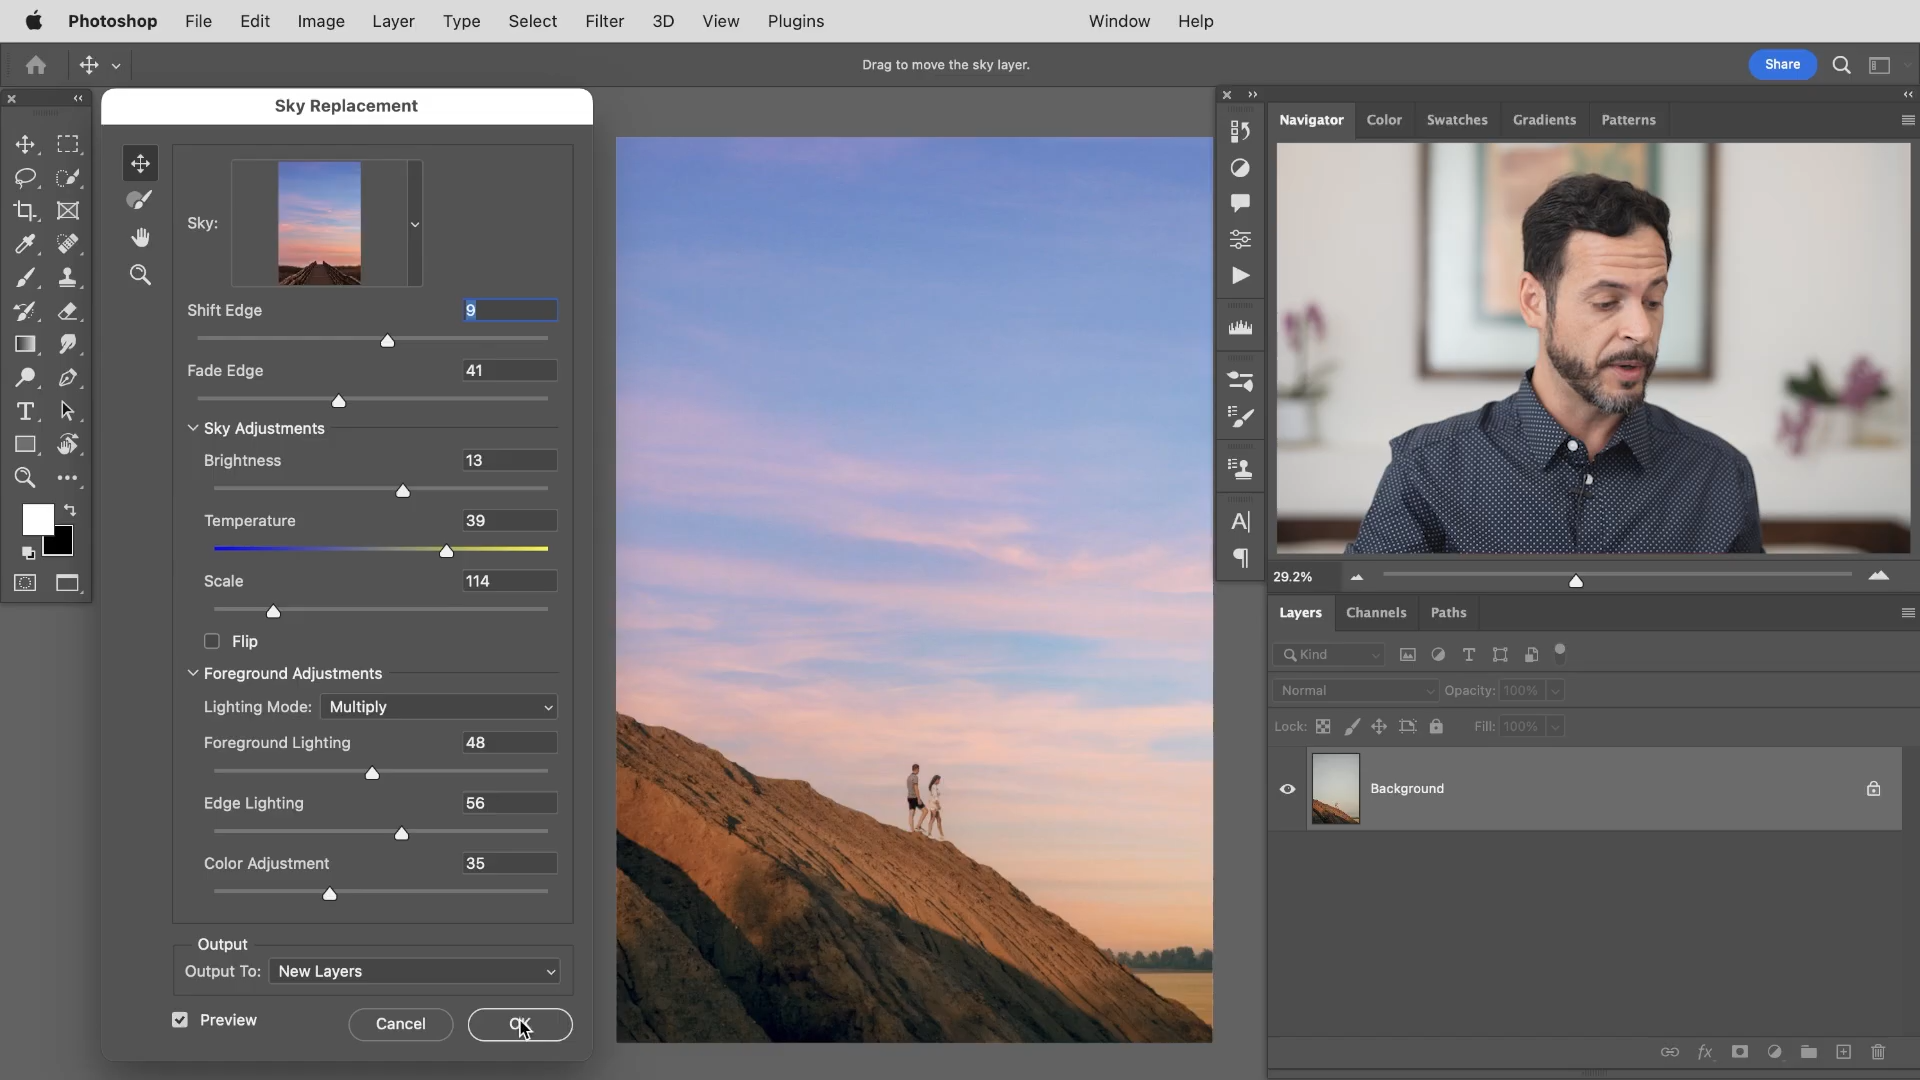 Photoshop File Edit Image Layer Type Select Filter 3D View Plugins Window Help
Drag to move the sky layer.
Share
Sky Replacement
Sky:
Shift Edge 9
Fade Edge 41
Sky Adjustments
Brightness 13
Temperature 39
Scale 114
Flip
Foreground Adjustments
Lighting Mode: Multiply
Foreground Lighting 48
Edge Lighting 56
Color Adjustment 35
Output
Output To: New Layers
Preview Cancel OK
Navigator Color Swatches Gradients Patterns
29.2%
Layers Channels Paths
Kind
Normal Opacity: 100%
Lock: Fill: 100%
Background